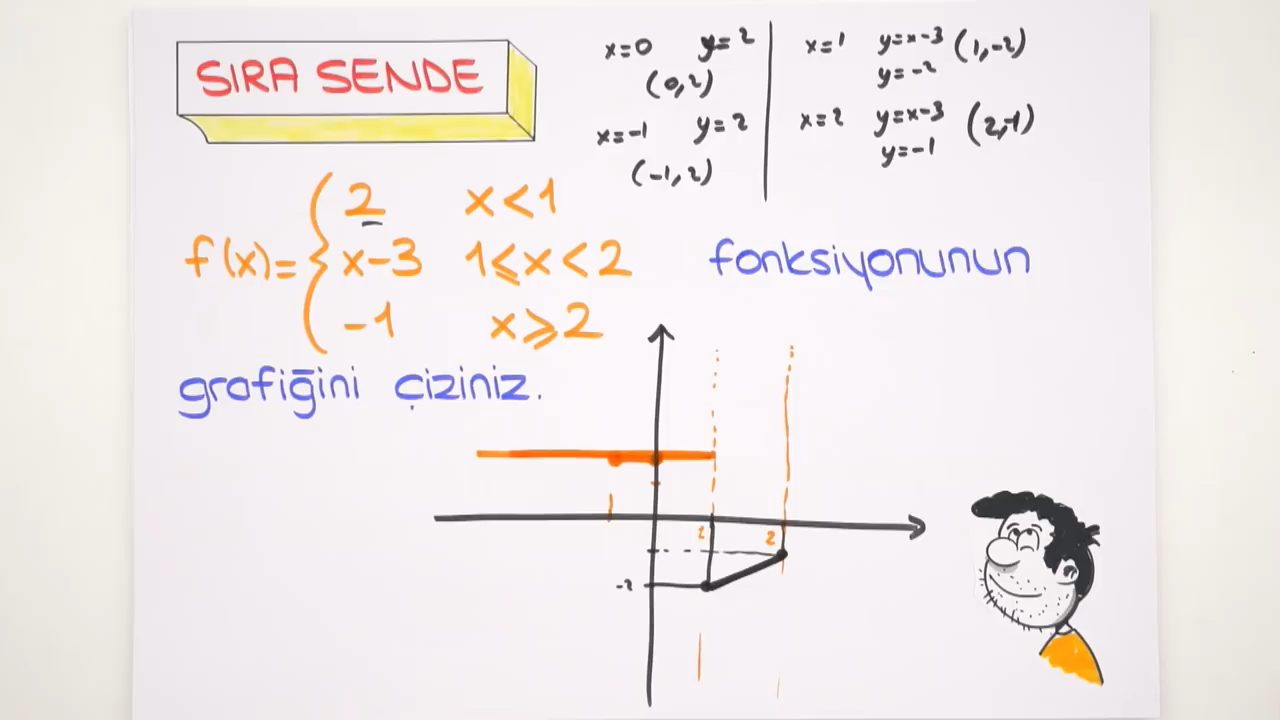 SIRA SENDE
x=0 y=2
(0,2)
x=-1 y=2
(-1,2)
x=1 y=x-3 (1,-2)
y=-2
x=2 y=x-3 (2,-1)
y=-1
2 x<1
f(x)={ x-3 1≤x<2 fonksiyonunun
-1 x≥2
grafiğini çiziniz.
1 2
-2